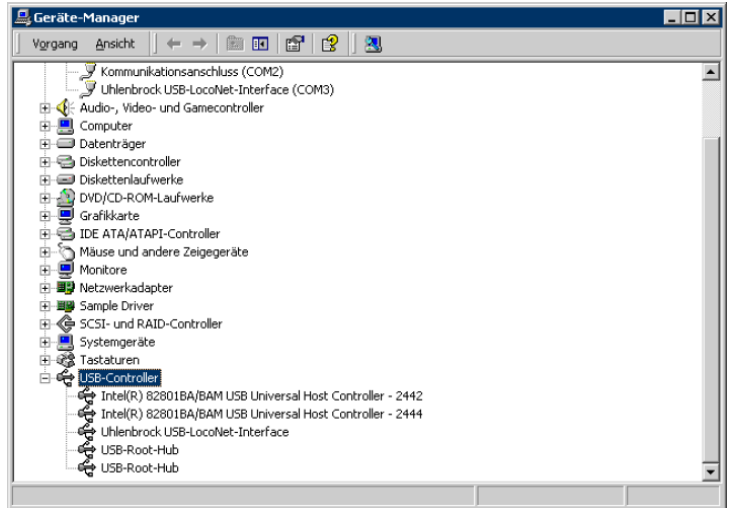 Geräte-Manager
Vorgang Ansicht
Kommunikationsanschluss (COM2)
Uhlenbrock USB-LocoNet-Interface (COM3)
Audio-, Video- und Gamecontroller
Computer
Datenträger
Diskettencontroller
Diskettenlaufwerke
DVD/CD-ROM-Laufwerke
Grafikkarte
IDE ATA/ATAPI-Controller
Mäuse und andere Zeigegeräte
Monitore
Netzwerkadapter
Sample Driver
SCSI- und RAID-Controller
Systemgeräte
Tastaturen
USB-Controller
Intel(R) 82801BA/BAM USB Universal Host Controller - 2442
Intel(R) 82801BA/BAM USB Universal Host Controller - 2444
Uhlenbrock USB-LocoNet-Interface
USB-Root-Hub
USB-Root-Hub